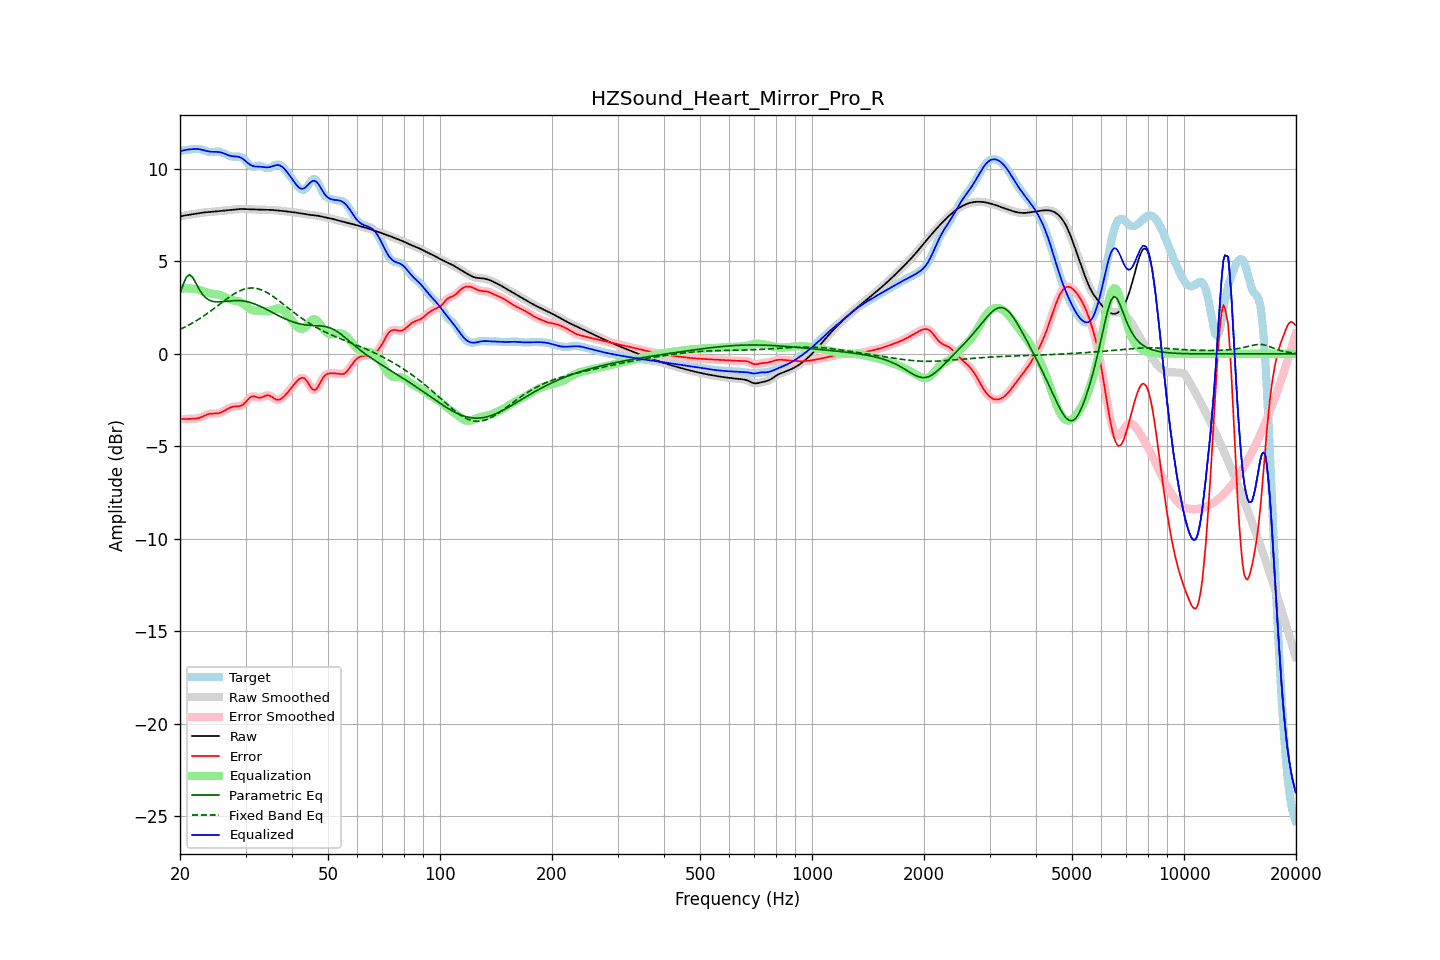 HZSound_Heart_Mirror_Pro_R
Amplitude (dBr)
10
5
0
−5
−10
−15
−20
−25
Target
Raw Smoothed
Error Smoothed
Raw
Error
Equalization
Parametric Eq
Fixed Band Eq
Equalized
20 50 100 200 500 1000 2000 5000 10000 20000
Frequency (Hz)